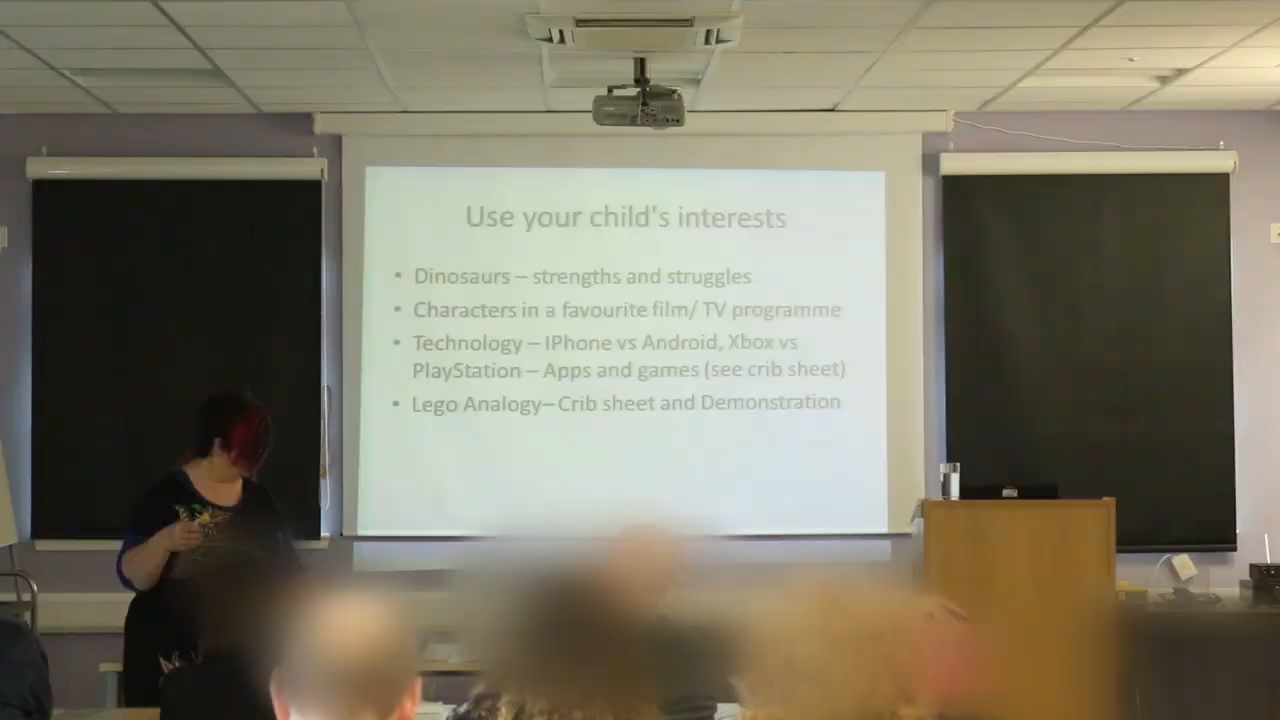 Use your child's interests
• Dinosaurs – strengths and struggles
• Characters in a favourite film/ TV programme
• Technology – IPhone vs Android, Xbox vs
PlayStation – Apps and games (see crib sheet)
• Lego Analogy– Crib sheet and Demonstration